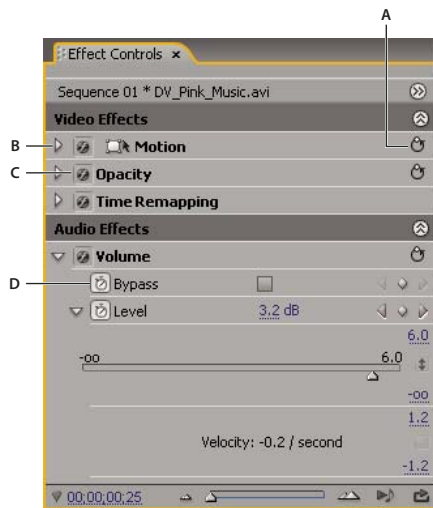 A
Effect Controls ×
Sequence 01 * DV_Pink_Music.avi
Video Effects
B Motion
C Opacity
Time Remapping
Audio Effects
Volume
D Bypass
Level 3.2 dB
6.0
-oo 6.0
-oo
1.2
Velocity: -0.2 / second
-1.2
00;00;00;25